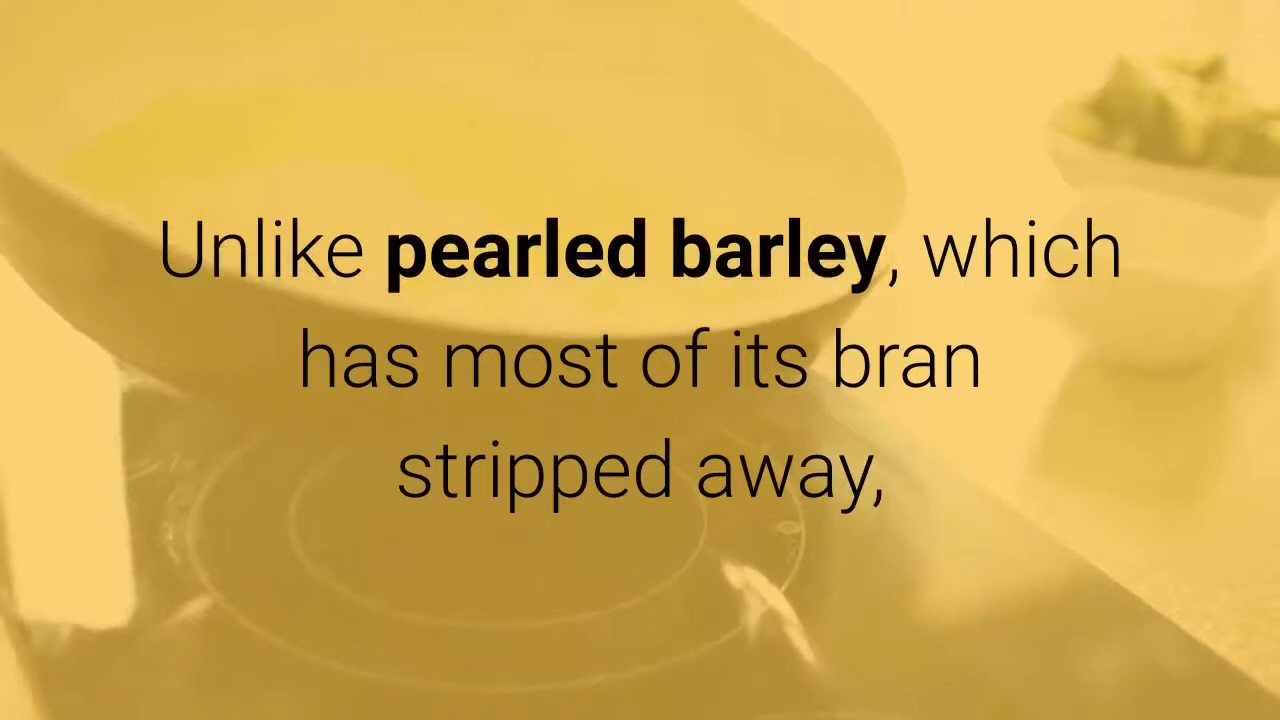 Unlike pearled barley, which
has most of its bran
stripped away,